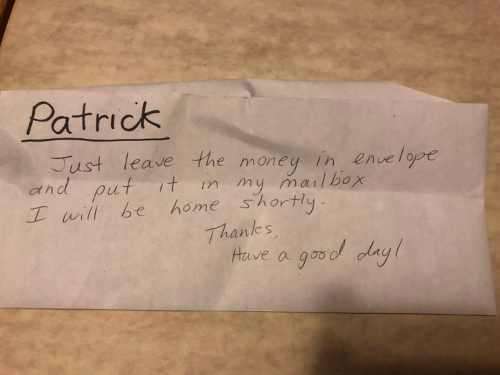 Patrick
Just leave the money in envelope
and put it in my mailbox
I will be home shortly.
Thanks,
Have a good day!